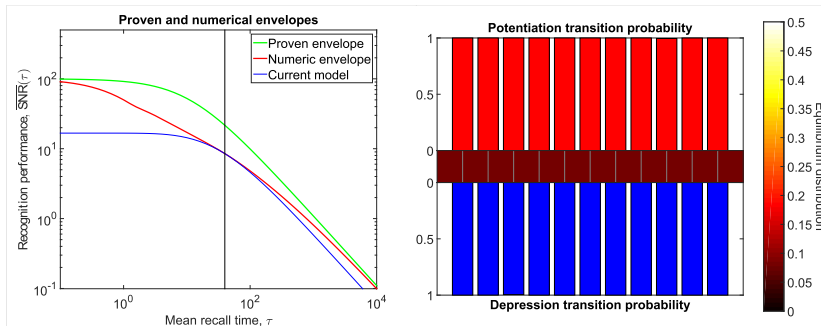 Proven and numerical envelopes
Recognition performance, SNR(τ)
10^2
10^1
10^0
10^-1
10^0
10^2
10^4
Mean recall time, τ
Proven envelope
Numeric envelope
Current model
Potentiation transition probability
1
0.5
0
0
0.5
1
Depression transition probability
0.5
0.45
0.4
0.35
0.3
0.25
0.2
0.15
0.1
0.05
0
Equilibrium distribution